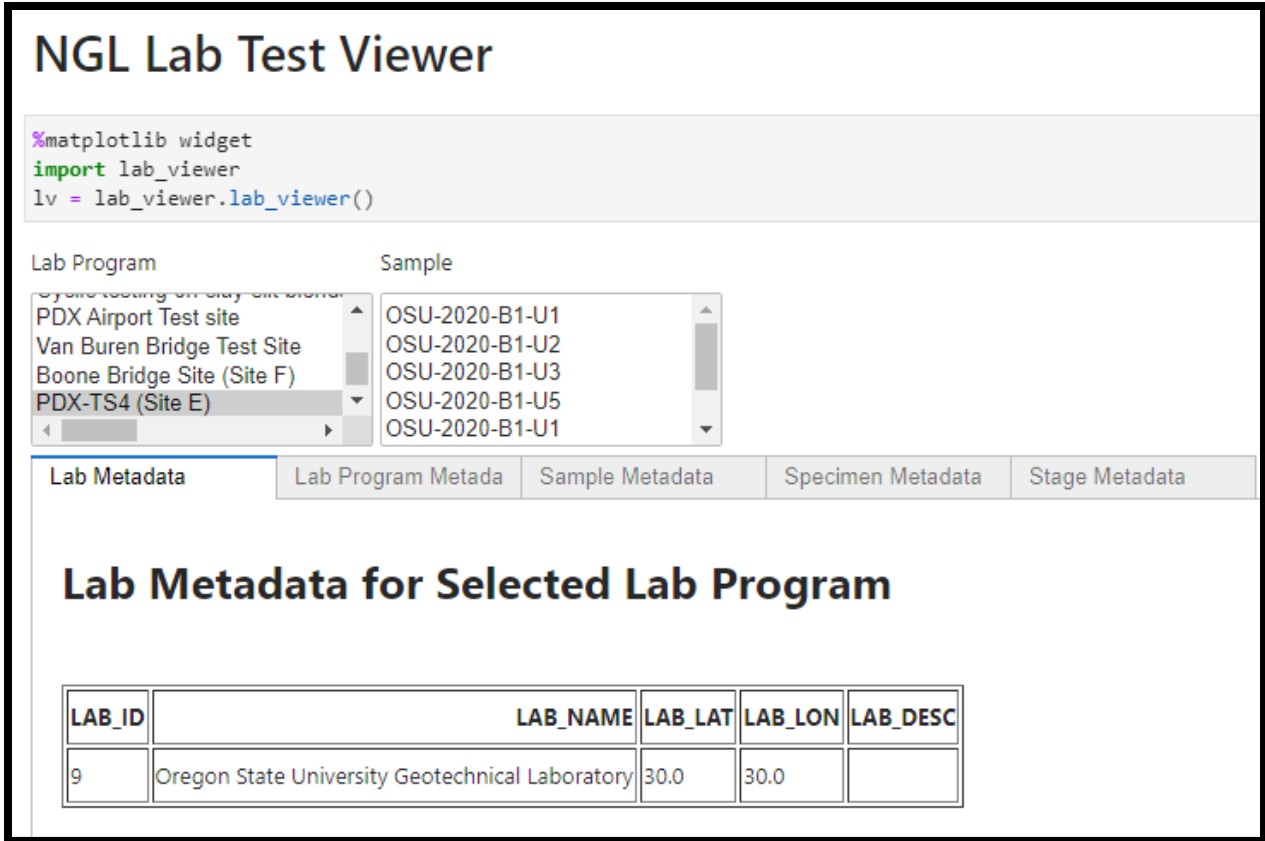 NGL Lab Test Viewer
%matplotlib widget
import lab_viewer
lv = lab_viewer.lab_viewer()
Lab Program
Sample
PDX Airport Test site
Van Buren Bridge Test Site
Boone Bridge Site (Site F)
PDX-TS4 (Site E)
OSU-2020-B1-U1
OSU-2020-B1-U2
OSU-2020-B1-U3
OSU-2020-B1-U5
OSU-2020-B1-U1
Lab Metadata Lab Program Metada Sample Metadata Specimen Metadata Stage Metadata
Lab Metadata for Selected Lab Program
LAB_ID LAB_NAME LAB_LAT LAB_LON LAB_DESC
9 Oregon State University Geotechnical Laboratory 30.0 30.0